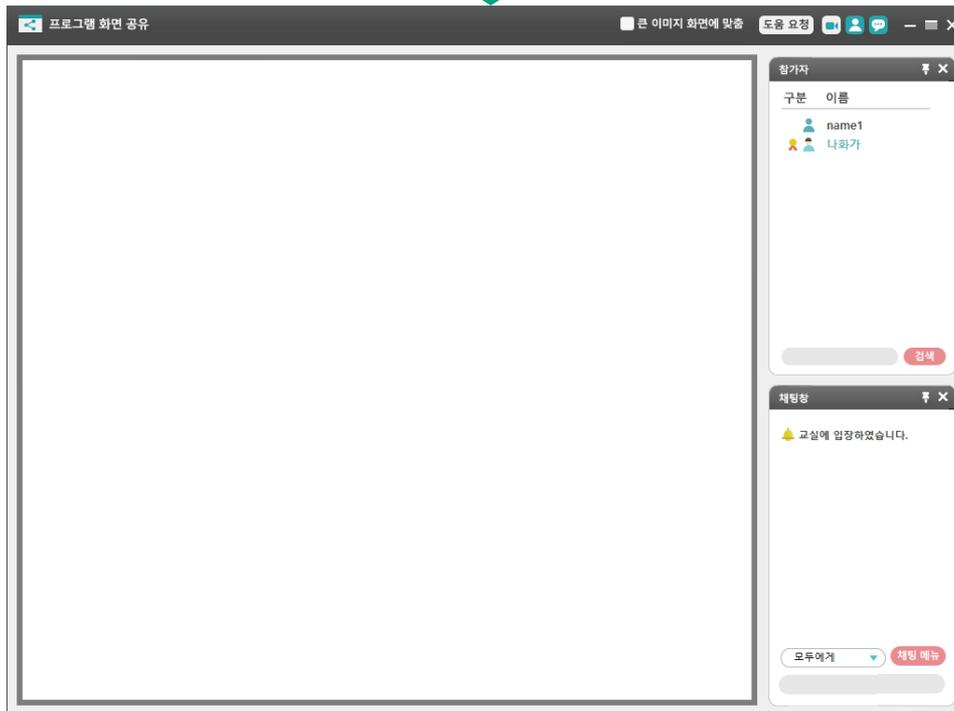 프로그램 화면 공유
큰 이미지 화면에 맞춤
도움 요청
참가자
구분 이름
name1
나화가
검색
채팅창
교실에 입장하였습니다.
모두에게
채팅 메뉴